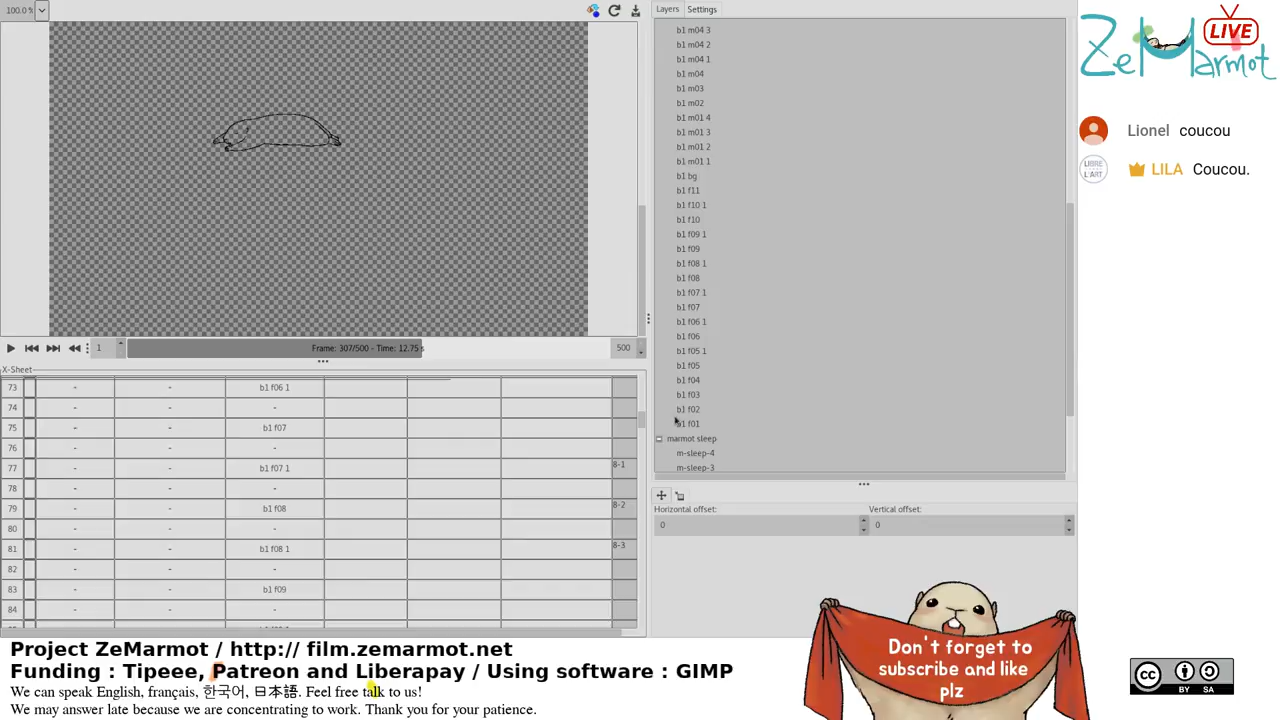 100.0 %
Layers Settings
b1 m04 3
b1 m04 2
b1 m04 1
b1 m04
b1 m03
b1 m02
b1 m01 4
b1 m01 3
b1 m01 2
b1 m01 1
b1 bg
b1 f11
b1 f10 1
b1 f10
b1 f09 1
b1 f09
b1 f08 1
b1 f08
b1 f07 1
b1 f07
b1 f06 1
b1 f06
b1 f05 1
b1 f05
b1 f04
b1 f03
b1 f02
b1 f01
marmot sleep
m-sleep-4
m-sleep-3
1 Frame: 307/500 - Time: 12.75 s 500
X-Sheet
73 - - b1 f06 1
74 - - -
75 - - b1 f07
76 - - -
77 - - b1 f07 1 8-1
78 - - -
79 - - b1 f08 8-2
80 - - -
81 - - b1 f08 1 8-3
82 - - -
83 - - b1 f09
84 - - -
Horizontal offset: Vertical offset:
0 0
ZeMarmot LIVE
Lionel coucou
LIBRE L'ART LILA Coucou.
Project ZeMarmot / http:// film.zemarmot.net
Funding : Tipeee, Patreon and Liberapay / Using software : GIMP
We can speak English, français, 한국어, 日本語. Feel free talk to us!
We may answer late because we are concentrating to work. Thank you for your patience.
Don't forget to
subscribe and like
plz
cc BY SA